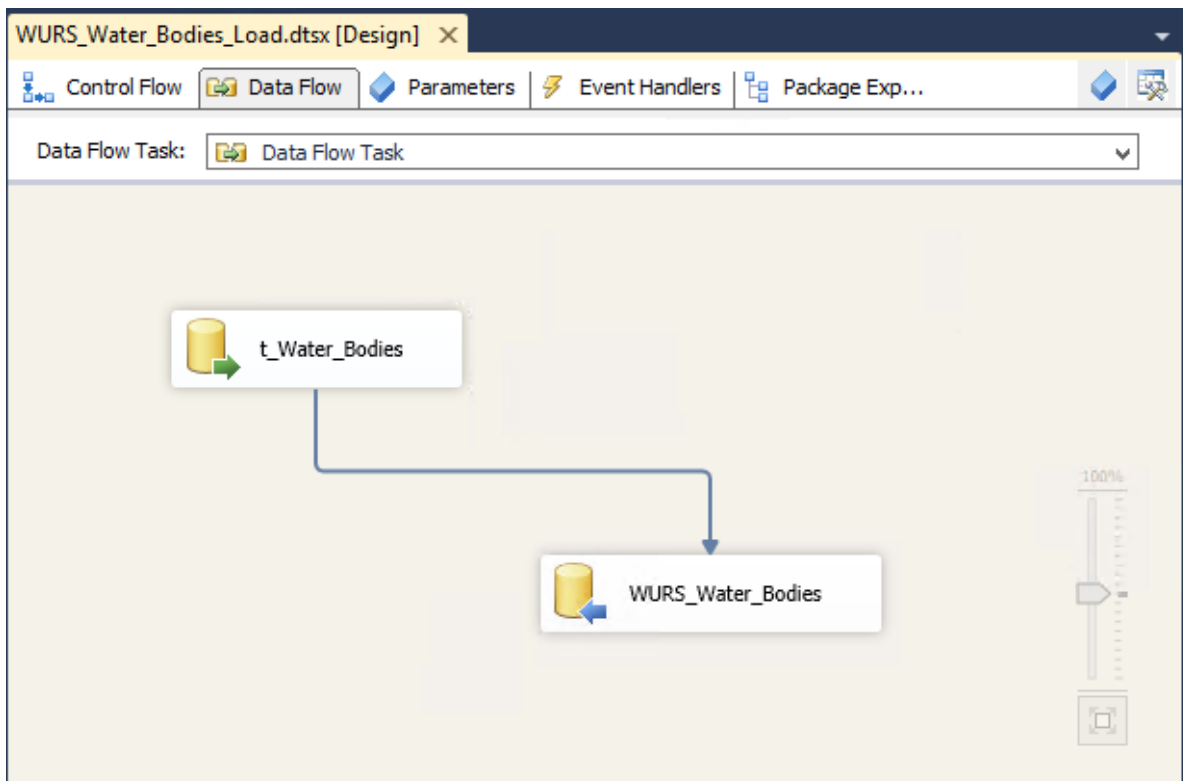 WURS_Water_Bodies_Load.dtsx [Design]
Control Flow Data Flow Parameters Event Handlers Package Exp...
Data Flow Task: Data Flow Task
t_Water_Bodies
100%
WURS_Water_Bodies